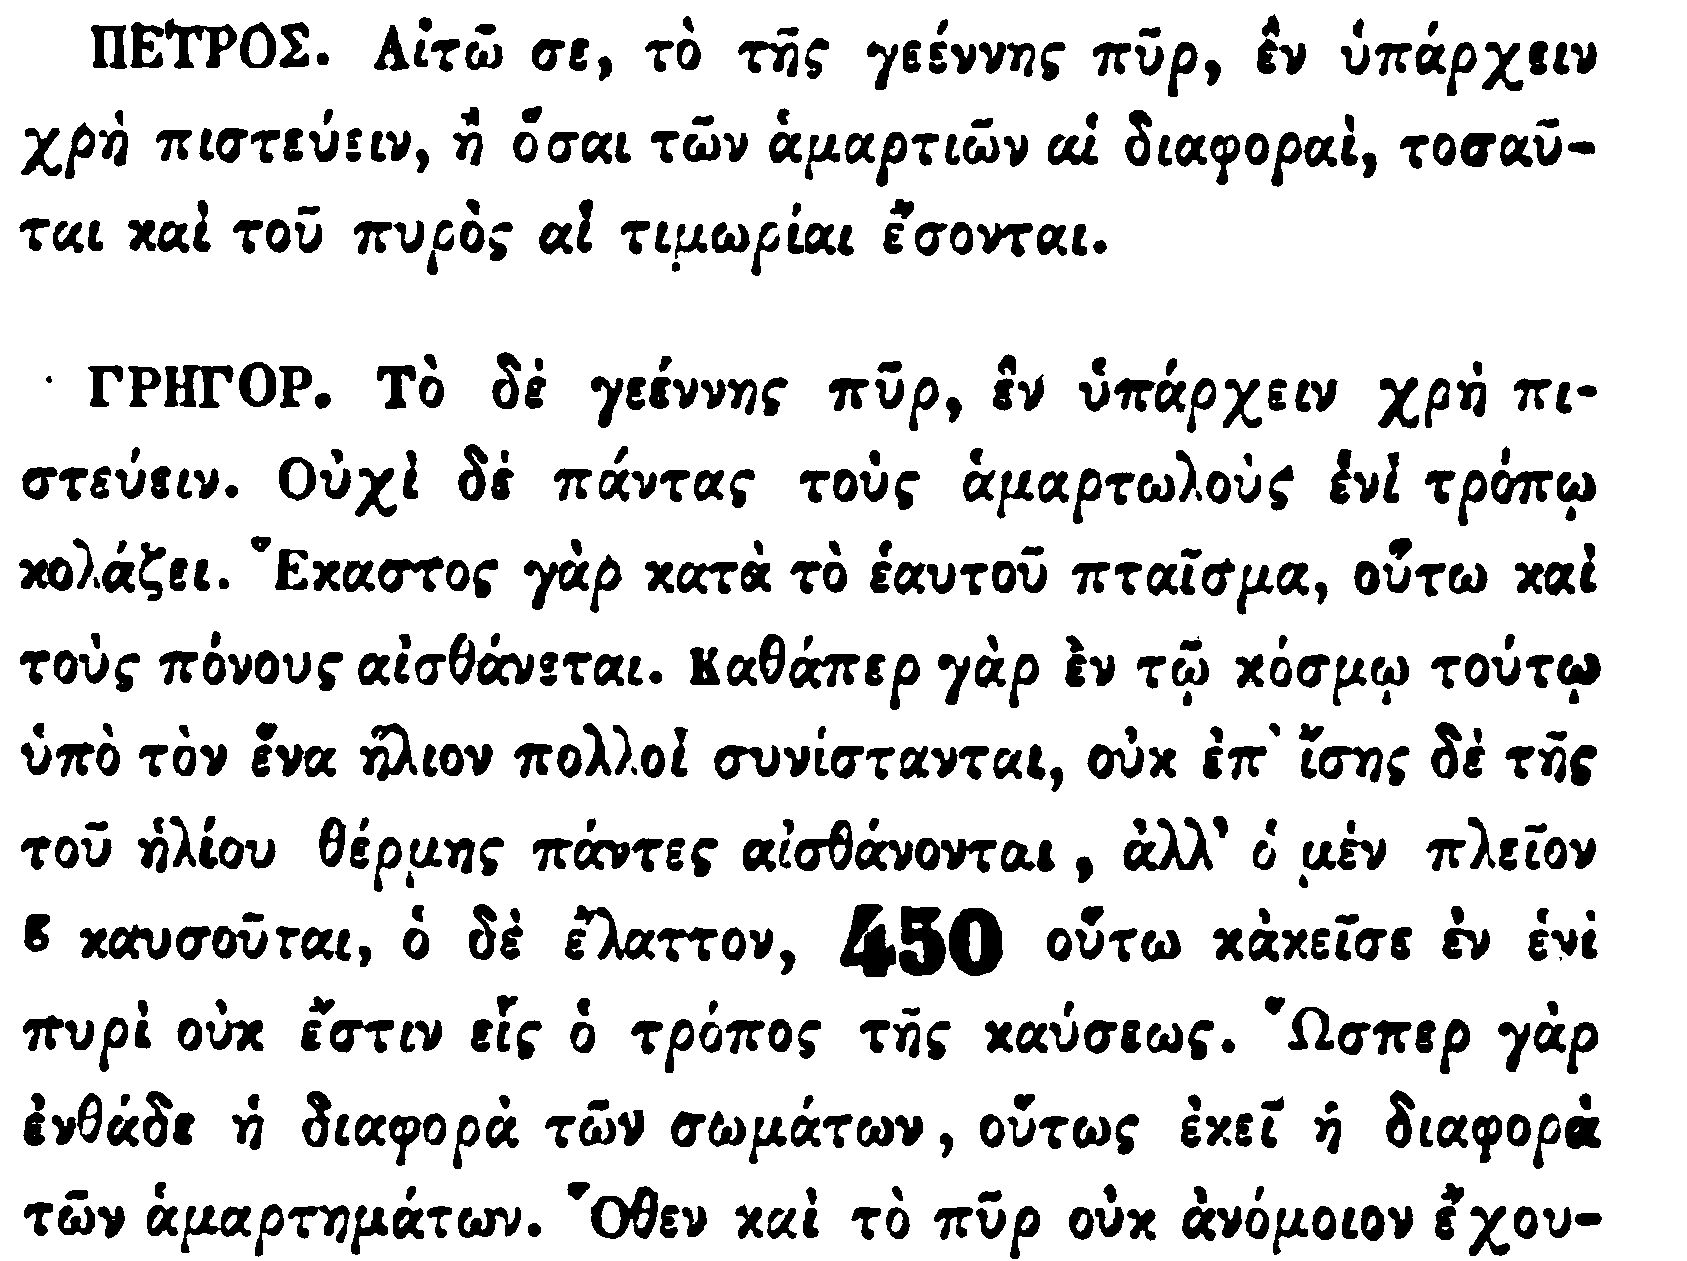 ΠΕΤΡΟΣ. Αἰτῶ σε, τὸ τῆς γεέννης πῦρ, ἓν ὑπάρχειν
χρὴ πιστεύειν, ἢ ὅσαι τῶν ἁμαρτιῶν αἱ διαφοραὶ, τοσαῦ-
ται καὶ τοῦ πυρὸς αἱ τιμωρίαι ἔσονται.
ΓΡΗΓΟΡ. Τὸ δὲ γεέννης πῦρ, ἓν ὑπάρχειν χρὴ πι-
στεύειν. Οὐχὶ δὲ πάντας τοὺς ἁμαρτωλοὺς ἑνὶ τρόπῳ
κολάζει. Ἕκαστος γὰρ κατὰ τὸ ἑαυτοῦ πταῖσμα, οὕτω καὶ
τοὺς πόνους αἰσθάνεται. Καθάπερ γὰρ ἐν τῷ κόσμῳ τούτῳ
ὑπὸ τὸν ἕνα ἥλιον πολλοὶ συνίστανται, οὐκ ἐπ᾽ ἴσης δὲ τῆς
τοῦ ἡλίου θέρμης πάντες αἰσθάνονται, ἀλλ᾽ ὁ μὲν πλεῖον
καυσοῦται, ὁ δὲ ἔλαττον, 450 οὕτω κἀκεῖσε ἐν ἑνὶ
πυρὶ οὐκ ἔστιν εἷς ὁ τρόπος τῆς καύσεως. Ὥσπερ γὰρ
ἐνθάδε ἡ διαφορὰ τῶν σωμάτων, οὕτως ἐκεῖ ἡ διαφορὰ
τῶν ἁμαρτημάτων. Ὅθεν καὶ τὸ πῦρ οὐκ ἀνόμοιον ἔχου-